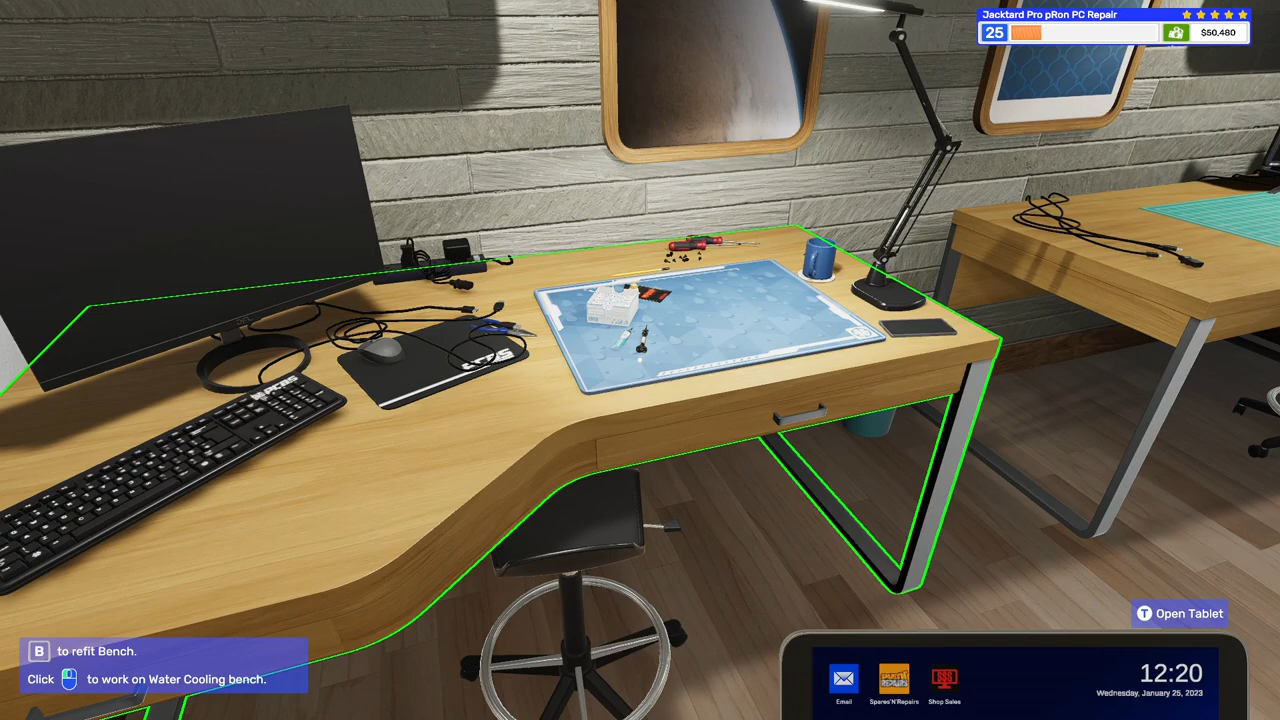 Jacktard Pro pRon PC Repair
25
$50,480
PCBS
PCBS
B to refit Bench.
Click to work on Water Cooling bench.
T Open Tablet
12:20
Wednesday, January 25, 2023
Email
Spares'N'Repairs
Shop Sales